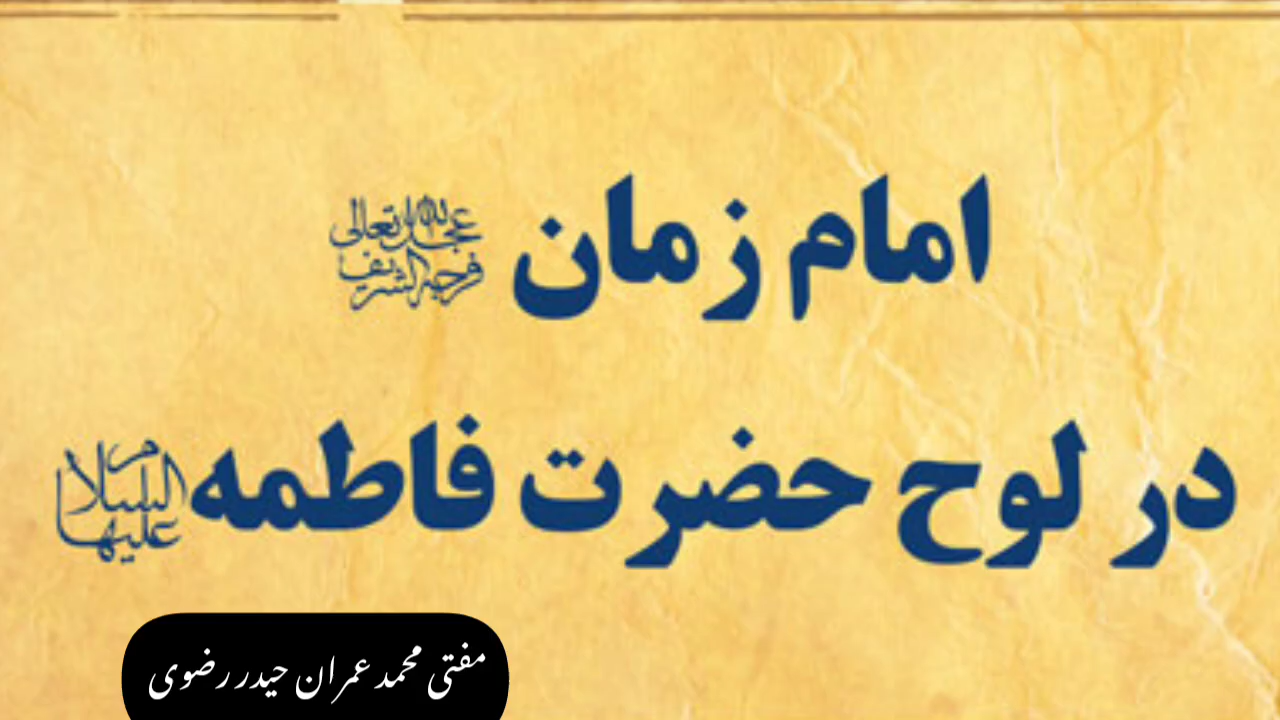 امام زمان عجل الله تعالی فرجه الشریف
در لوح حضرت فاطمه علیها السلام
مفتی محمد عمران حیدر رضوی